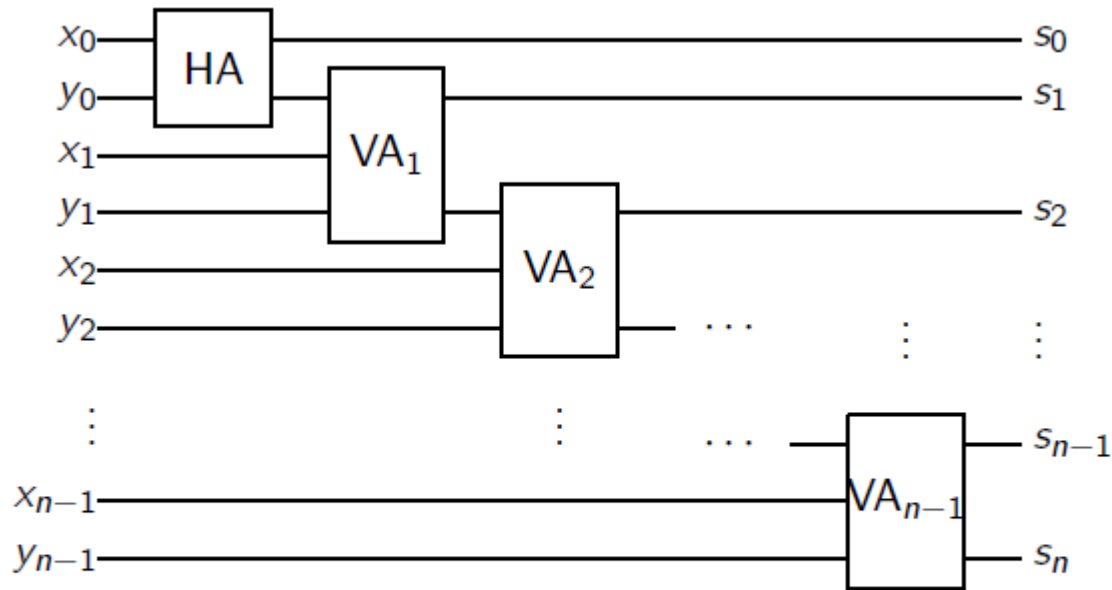 x₀ HA s₀
y₀ s₁
x₁ VA₁
y₁ s₂
x₂ VA₂
y₂ ⋯ ⋮ ⋮
⋮ ⋮ ⋯ sₙ₋₁
xₙ₋₁ VAₙ₋₁
yₙ₋₁ sₙ